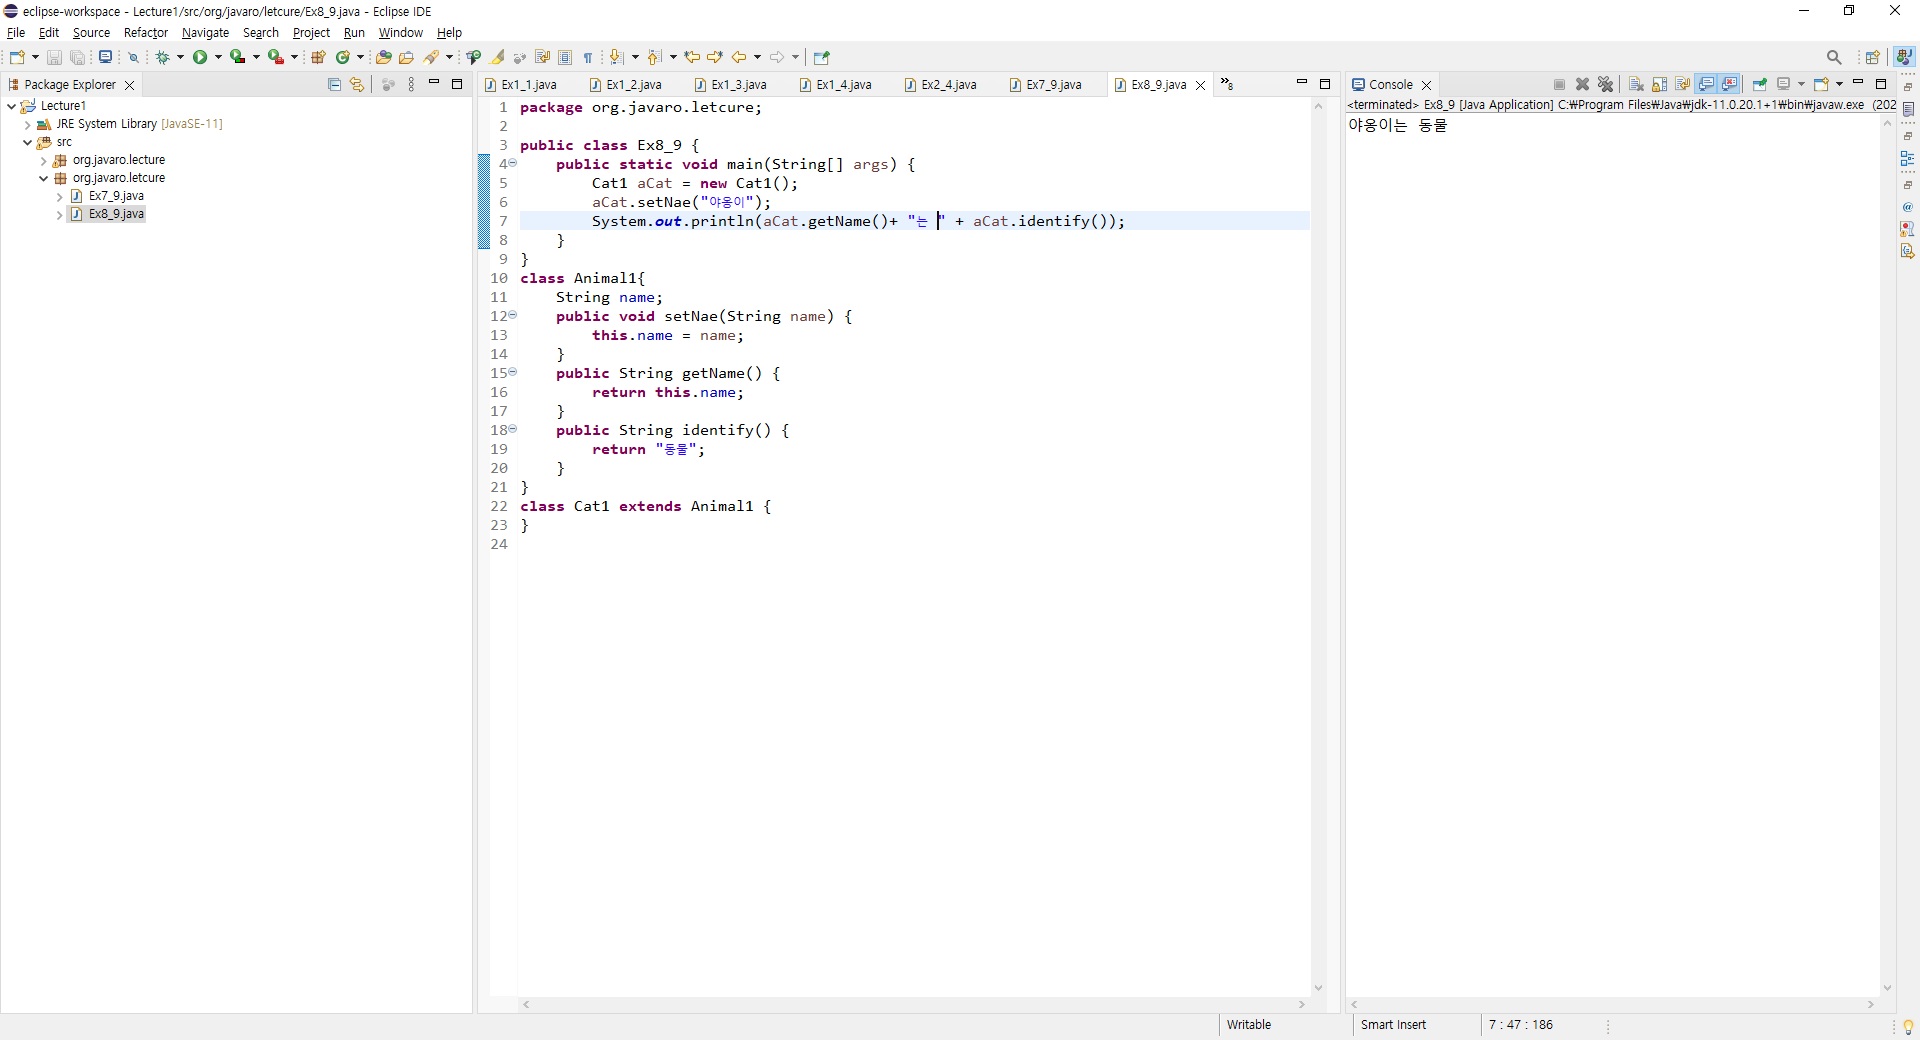 eclipse-workspace - Lecture1/src/org/javaro/letcure/Ex8_9.java - Eclipse IDE
File Edit Source Refactor Navigate Search Project Run Window Help
Package Explorer
Lecture1
JRE System Library [JavaSE-11]
src
org.javaro.lecture
org.javaro.letcure
Ex7_9.java
Ex8_9.java
Ex1_1.java Ex1_2.java Ex1_3.java Ex1_4.java Ex2_4.java Ex7_9.java Ex8_9.java »8
1 package org.javaro.letcure;
2
3 public class Ex8_9 {
4 public static void main(String[] args) {
5 Cat1 aCat = new Cat1();
6 aCat.setNae("야옹이");
7 System.out.println(aCat.getName()+ "는 " + aCat.identify());
8 }
9 }
10 class Animal1{
11 String name;
12 public void setNae(String name) {
13 this.name = name;
14 }
15 public String getName() {
16 return this.name;
17 }
18 public String identify() {
19 return "동물";
20 }
21 }
22 class Cat1 extends Animal1 {
23 }
24
Console
<terminated> Ex8_9 [Java Application] C:₩Program Files₩Java₩jdk-11.0.20.1+1₩bin₩javaw.exe (202
야옹이는 동물
Writable Smart Insert 7 : 47 : 186